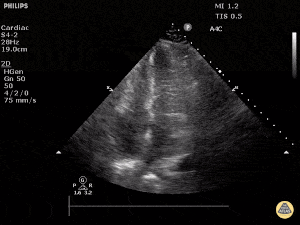 PHILIPS
MI 1.2
TIS 0.5
Cardiac
S4-2
28Hz
19.0cm
A4C
P
2D
HGen
Gn 50
50
4/2/0
75 mm/s
G
P R
1.6 3.2